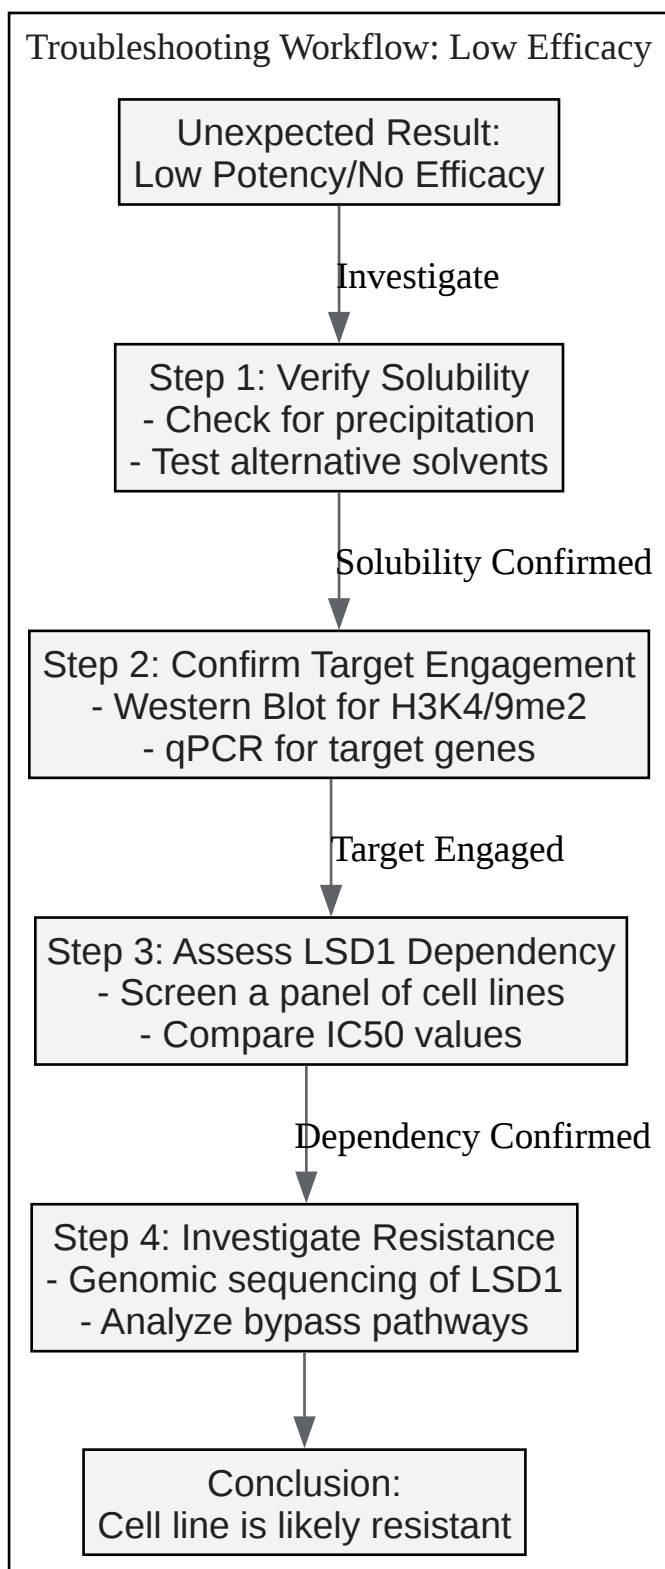 Troubleshooting Workflow: Low Efficacy
Unexpected Result:
Low Potency/No Efficacy
Investigate
Step 1: Verify Solubility
- Check for precipitation
- Test alternative solvents
Solubility Confirmed
Step 2: Confirm Target Engagement
- Western Blot for H3K4/9me2
- qPCR for target genes
Target Engaged
Step 3: Assess LSD1 Dependency
- Screen a panel of cell lines
- Compare IC50 values
Dependency Confirmed
Step 4: Investigate Resistance
- Genomic sequencing of LSD1
- Analyze bypass pathways
Conclusion:
Cell line is likely resistant